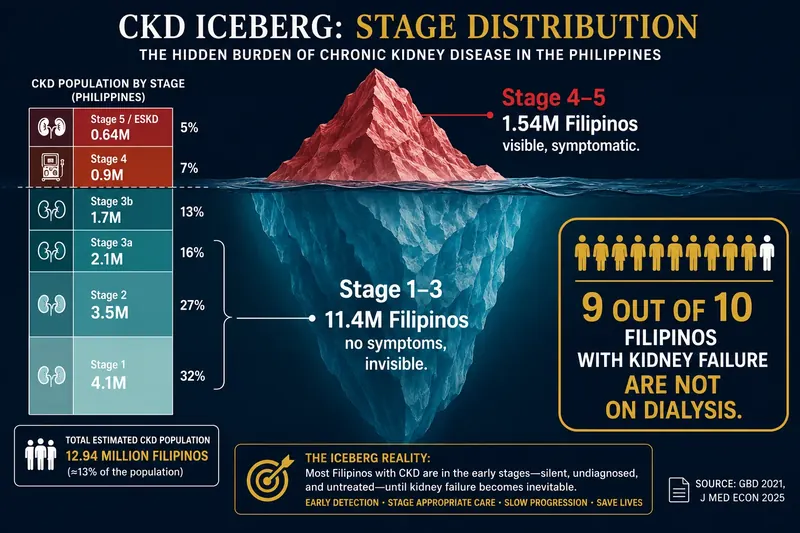 CKD ICEBERG: STAGE DISTRIBUTION
THE HIDDEN BURDEN OF CHRONIC KIDNEY DISEASE IN THE PHILIPPINES
CKD POPULATION BY STAGE
(PHILIPPINES)
Stage 5 / ESKD
0.64M
5%
Stage 4
0.9M
7%
Stage 3b
1.7M
13%
Stage 3a
2.1M
16%
Stage 2
3.5M
27%
Stage 1
4.1M
32%
Stage 4–5
1.54M Filipinos
visible, symptomatic.
Stage 1–3
11.4M Filipinos
no symptoms,
invisible.
9 OUT OF 10
FILIPINOS
WITH KIDNEY FAILURE
ARE NOT
ON DIALYSIS.
TOTAL ESTIMATED CKD POPULATION
12.94 MILLION FILIPINOS
(≈13% of the population)
THE ICEBERG REALITY:
Most Filipinos with CKD are in the early stages—silent, undiagnosed,
and untreated—until kidney failure becomes inevitable.
EARLY DETECTION • STAGE APPROPRIATE CARE • SLOW PROGRESSION • SAVE LIVES
SOURCE: GBD 2021,
J MED ECON 2025